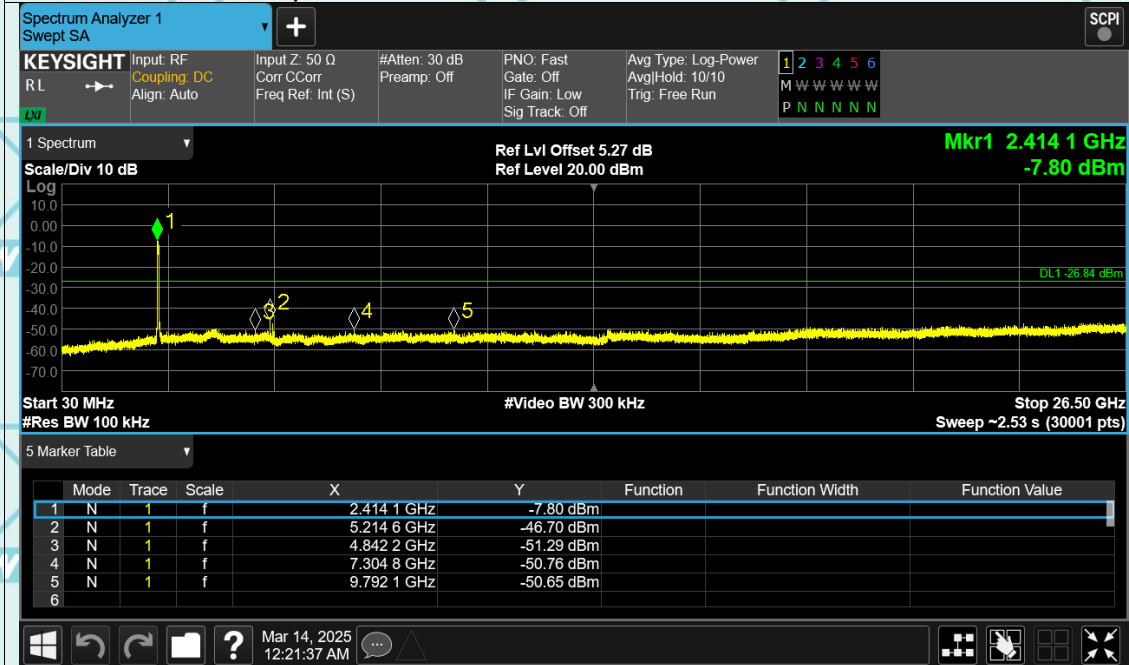 Spectrum Analyzer 1
Swept SA
+
SCPI
KEYSIGHT
RL
LXI
Input: RF
Coupling: DC
Align: Auto
Input Z: 50 Ω
Corr CCorr
Freq Ref: Int (S)
#Atten: 30 dB
Preamp: Off
PNO: Fast
Gate: Off
IF Gain: Low
Sig Track: Off
Avg Type: Log-Power
Avg|Hold: 10/10
Trig: Free Run
1 2 3 4 5 6
M W W W W W
P N N N N N
1 Spectrum
Ref Lvl Offset 5.27 dB
Mkr1 2.414 1 GHz
Scale/Div 10 dB
Ref Level 20.00 dBm
-7.80 dBm
Log
10.0
0.00
-10.0
-20.0
-30.0
-40.0
-50.0
-60.0
-70.0
1
DL1 -26.84 dBm
3
2
4
5
Start 30 MHz
#Video BW 300 kHz
Stop 26.50 GHz
#Res BW 100 kHz
Sweep ~2.53 s (30001 pts)
5 Marker Table
Mode Trace Scale X Y Function Function Width Function Value
1 N 1 f 2.414 1 GHz -7.80 dBm
2 N 1 f 5.214 6 GHz -46.70 dBm
3 N 1 f 4.842 2 GHz -51.29 dBm
4 N 1 f 7.304 8 GHz -50.76 dBm
5 N 1 f 9.792 1 GHz -50.65 dBm
6
?
Mar 14, 2025
12:21:37 AM